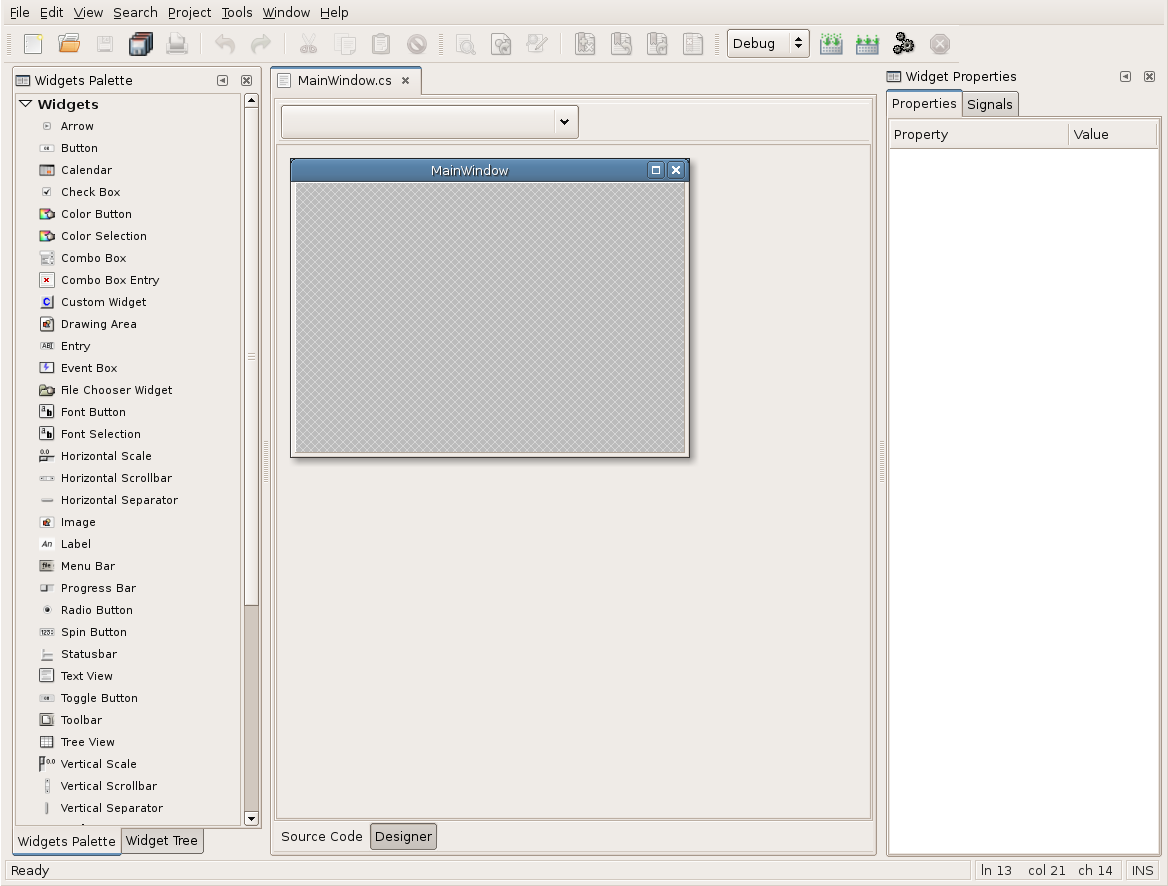 File Edit View Search Project Tools Window Help
Debug
Widgets Palette
MainWindow.cs
Widget Properties
Widgets
Arrow
Button
Calendar
Check Box
Color Button
Color Selection
Combo Box
Combo Box Entry
Custom Widget
Drawing Area
Entry
Event Box
File Chooser Widget
Font Button
Font Selection
Horizontal Scale
Horizontal Scrollbar
Horizontal Separator
Image
Label
Menu Bar
Progress Bar
Radio Button
Spin Button
Statusbar
Text View
Toggle Button
Toolbar
Tree View
Vertical Scale
Vertical Scrollbar
Vertical Separator
Widgets Palette Widget Tree
MainWindow
Source Code Designer
Properties Signals
Property Value
Ready
ln 13 col 21 ch 14 INS